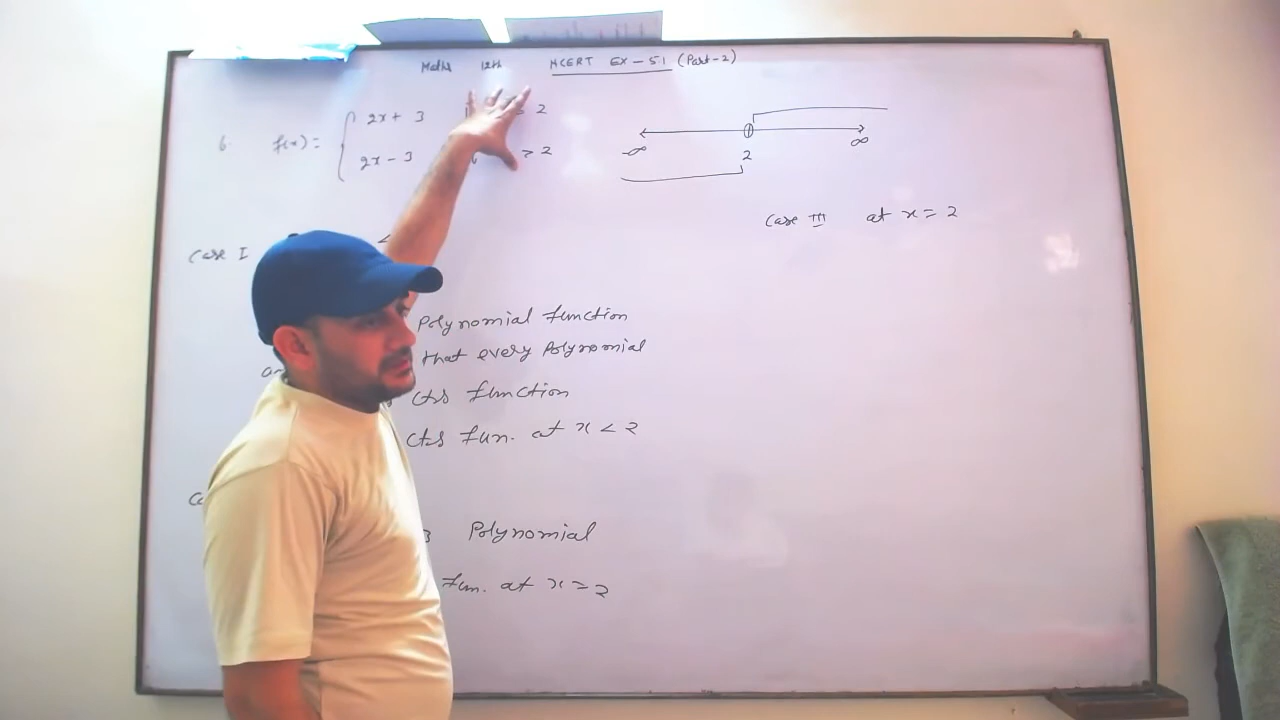 Maths 12th NCERT EX-5.1 (Part-2)
6. f(x) = { 2x+3 2
2x-3 > 2
-∞ 2 ∞
Case III at x = 2
Case I <
Polynomial function
that every Polynomial
cts function
cts fun. at x < 2
3 Polynomial
fun. at x > 2